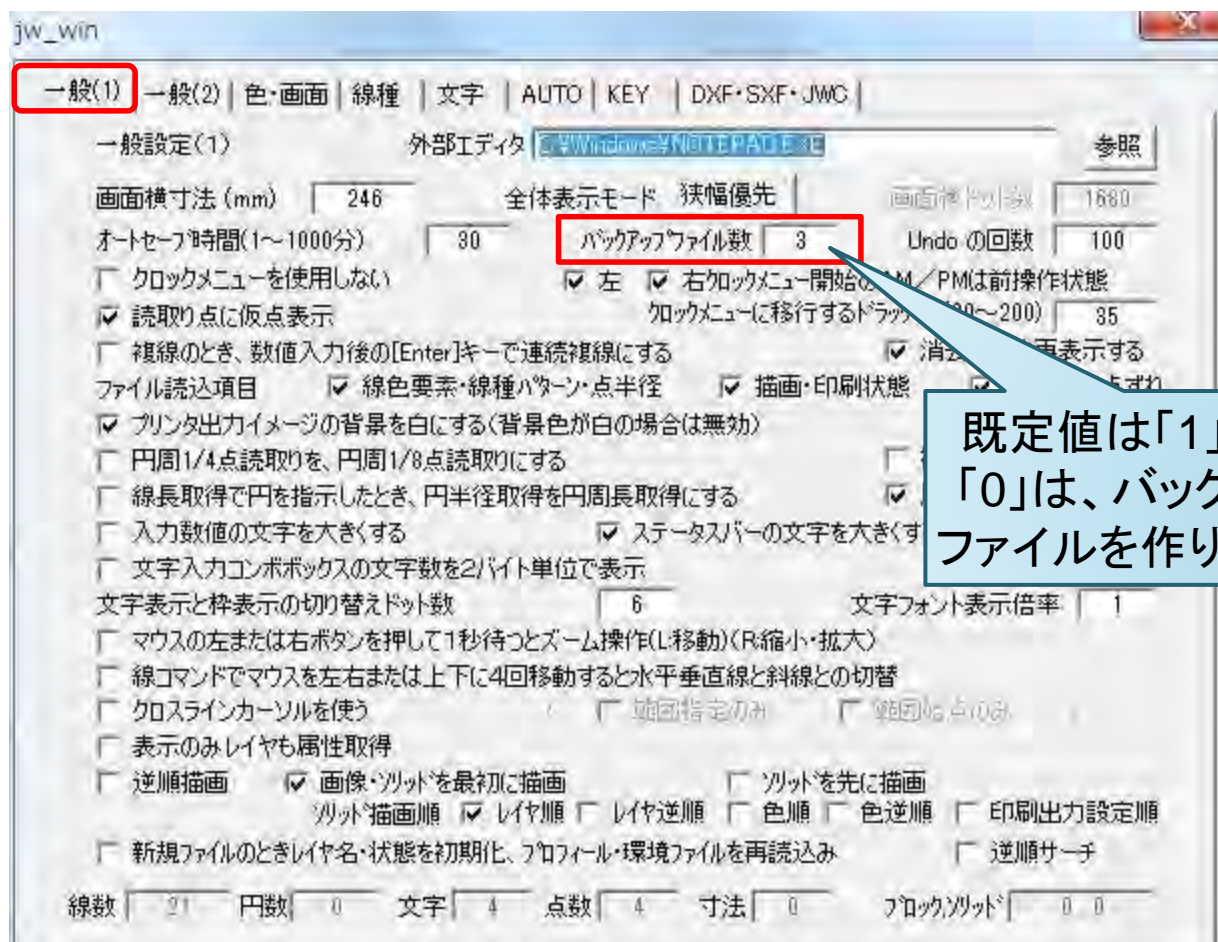 jw_win
一般(1) 一般(2) 色・画面 線種 文字 AUTO KEY DXF・SXF・JWC
一般設定(1) 外部エディタ C:¥Windows¥NOTEPAD.EXE 参照
画面横寸法(mm) 246 全体表示モード 狭幅優先 画面横ドット数 1680
オートセーブ時間(1～1000分) 30 バックアップファイル数 3 Undo の回数 100
クロックメニューを使用しない 左 右クロックメニュー開始の AM／PMは前操作状態
読取り点に仮点表示 クロックメニューに移行するドラッグ ～200) 35
複線のとき、数値入力後の[Enter]キーで連続複線にする 消去 再表示する
ファイル読込項目 線色要素・線種パターン・点半径 描画・印刷状態 点ずれ
プリンタ出力イメージの背景を白にする(背景色が白の場合は無効)
円周1/4点読取りを、円周1/8点読取りにする
線長取得で円を指示したとき、円半径取得を円周長取得にする
入力数値の文字を大きくする ステータスバーの文字を大きくす
文字入力コンボボックスの文字数を2バイト単位で表示
既定値は「1」
「0」は、バック
ファイルを作り
文字表示と枠表示の切り替えドット数 6 文字フォント表示倍率 1
マウスの左または右ボタンを押して1秒待つとズーム操作(L:移動)(R:縮小・拡大)
線コマンドでマウスを左右または上下に4回移動すると水平垂直線と斜線との切替
クロスラインカーソルを使う ( 範囲指定のみ 範囲始点のみ )
表示のみレイヤも属性取得
逆順描画 画像・ソリッドを最初に描画 ソリッドを先に描画
ソリッド描画順 レイヤ順 レイヤ逆順 色順 色逆順 印刷出力設定順
新規ファイルのときレイヤ名・状態を初期化、プロフィール・環境ファイルを再読込み 逆順サーチ
線数 21 円数 0 文字 4 点数 4 寸法 0 ブロック,ソリッド 0 0